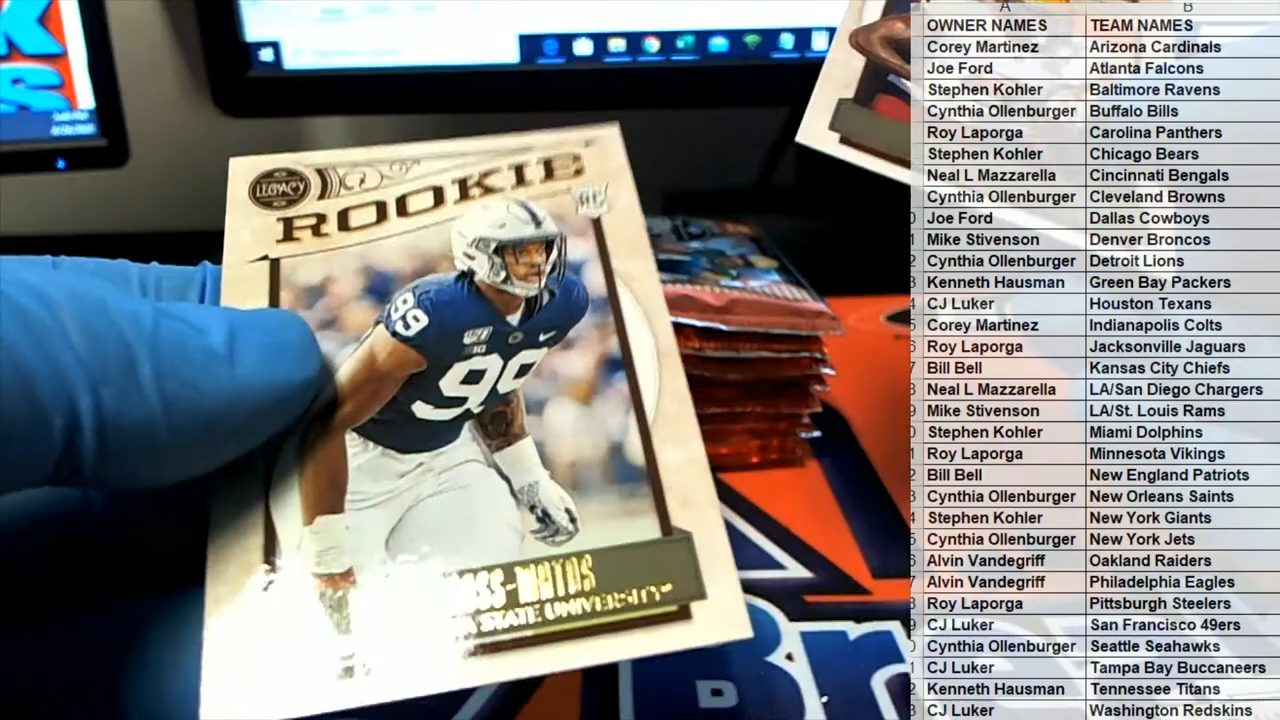 LEGACY
ROOKIE
RC
99
99
OSS-MATOS
STATE UNIVERSITY
Br
A B
OWNER NAMES TEAM NAMES
Corey Martinez Arizona Cardinals
Joe Ford Atlanta Falcons
Stephen Kohler Baltimore Ravens
Cynthia Ollenburger Buffalo Bills
Roy Laporga Carolina Panthers
Stephen Kohler Chicago Bears
Neal L Mazzarella Cincinnati Bengals
Cynthia Ollenburger Cleveland Browns
Joe Ford Dallas Cowboys
Mike Stivenson Denver Broncos
Cynthia Ollenburger Detroit Lions
Kenneth Hausman Green Bay Packers
CJ Luker Houston Texans
Corey Martinez Indianapolis Colts
Roy Laporga Jacksonville Jaguars
Bill Bell Kansas City Chiefs
Neal L Mazzarella LA/San Diego Chargers
Mike Stivenson LA/St. Louis Rams
Stephen Kohler Miami Dolphins
Roy Laporga Minnesota Vikings
Bill Bell New England Patriots
Cynthia Ollenburger New Orleans Saints
Stephen Kohler New York Giants
Cynthia Ollenburger New York Jets
Alvin Vandegriff Oakland Raiders
Alvin Vandegriff Philadelphia Eagles
Roy Laporga Pittsburgh Steelers
CJ Luker San Francisco 49ers
Cynthia Ollenburger Seattle Seahawks
CJ Luker Tampa Bay Buccaneers
Kenneth Hausman Tennessee Titans
CJ Luker Washington Redskins